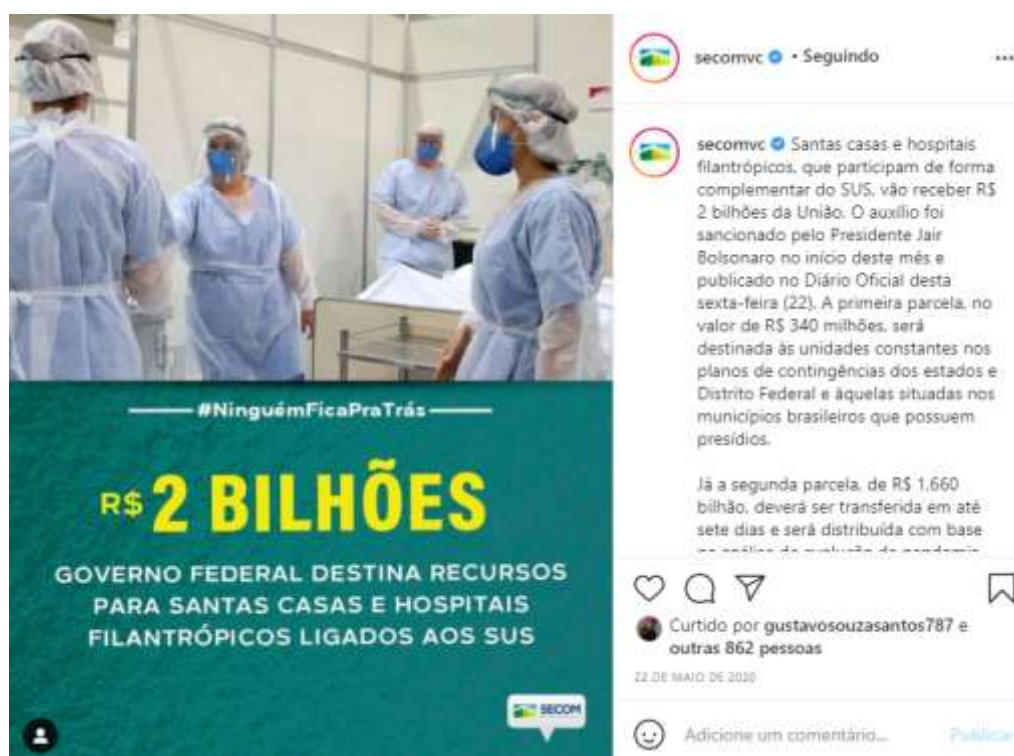 #NinguémFicaPraTrás
R$ 2 BILHÕES
GOVERNO FEDERAL DESTINA RECURSOS
PARA SANTAS CASAS E HOSPITAIS
FILANTRÓPICOS LIGADOS AOS SUS
SECOM
secomvc • Seguindo
secomvc Santas casas e hospitais
filantrópicos, que participam de forma
complementar do SUS, vão receber R$
2 bilhões da União. O auxílio foi
sancionado pelo Presidente Jair
Bolsonaro no início deste mês e
publicado no Diário Oficial desta
sexta-feira (22). A primeira parcela, no
valor de R$ 340 milhões, será
destinada às unidades constantes nos
planos de contingências dos estados e
Distrito Federal e àquelas situadas nos
municípios brasileiros que possuem
presídios.
Já a segunda parcela, de R$ 1,660
bilhão, deverá ser transferida em até
sete dias e será distribuída com base
Curtido por gustavosouzasantos787 e
outras 862 pessoas
22 DE MAIO DE 2020
Adicione um comentário...
Publicar